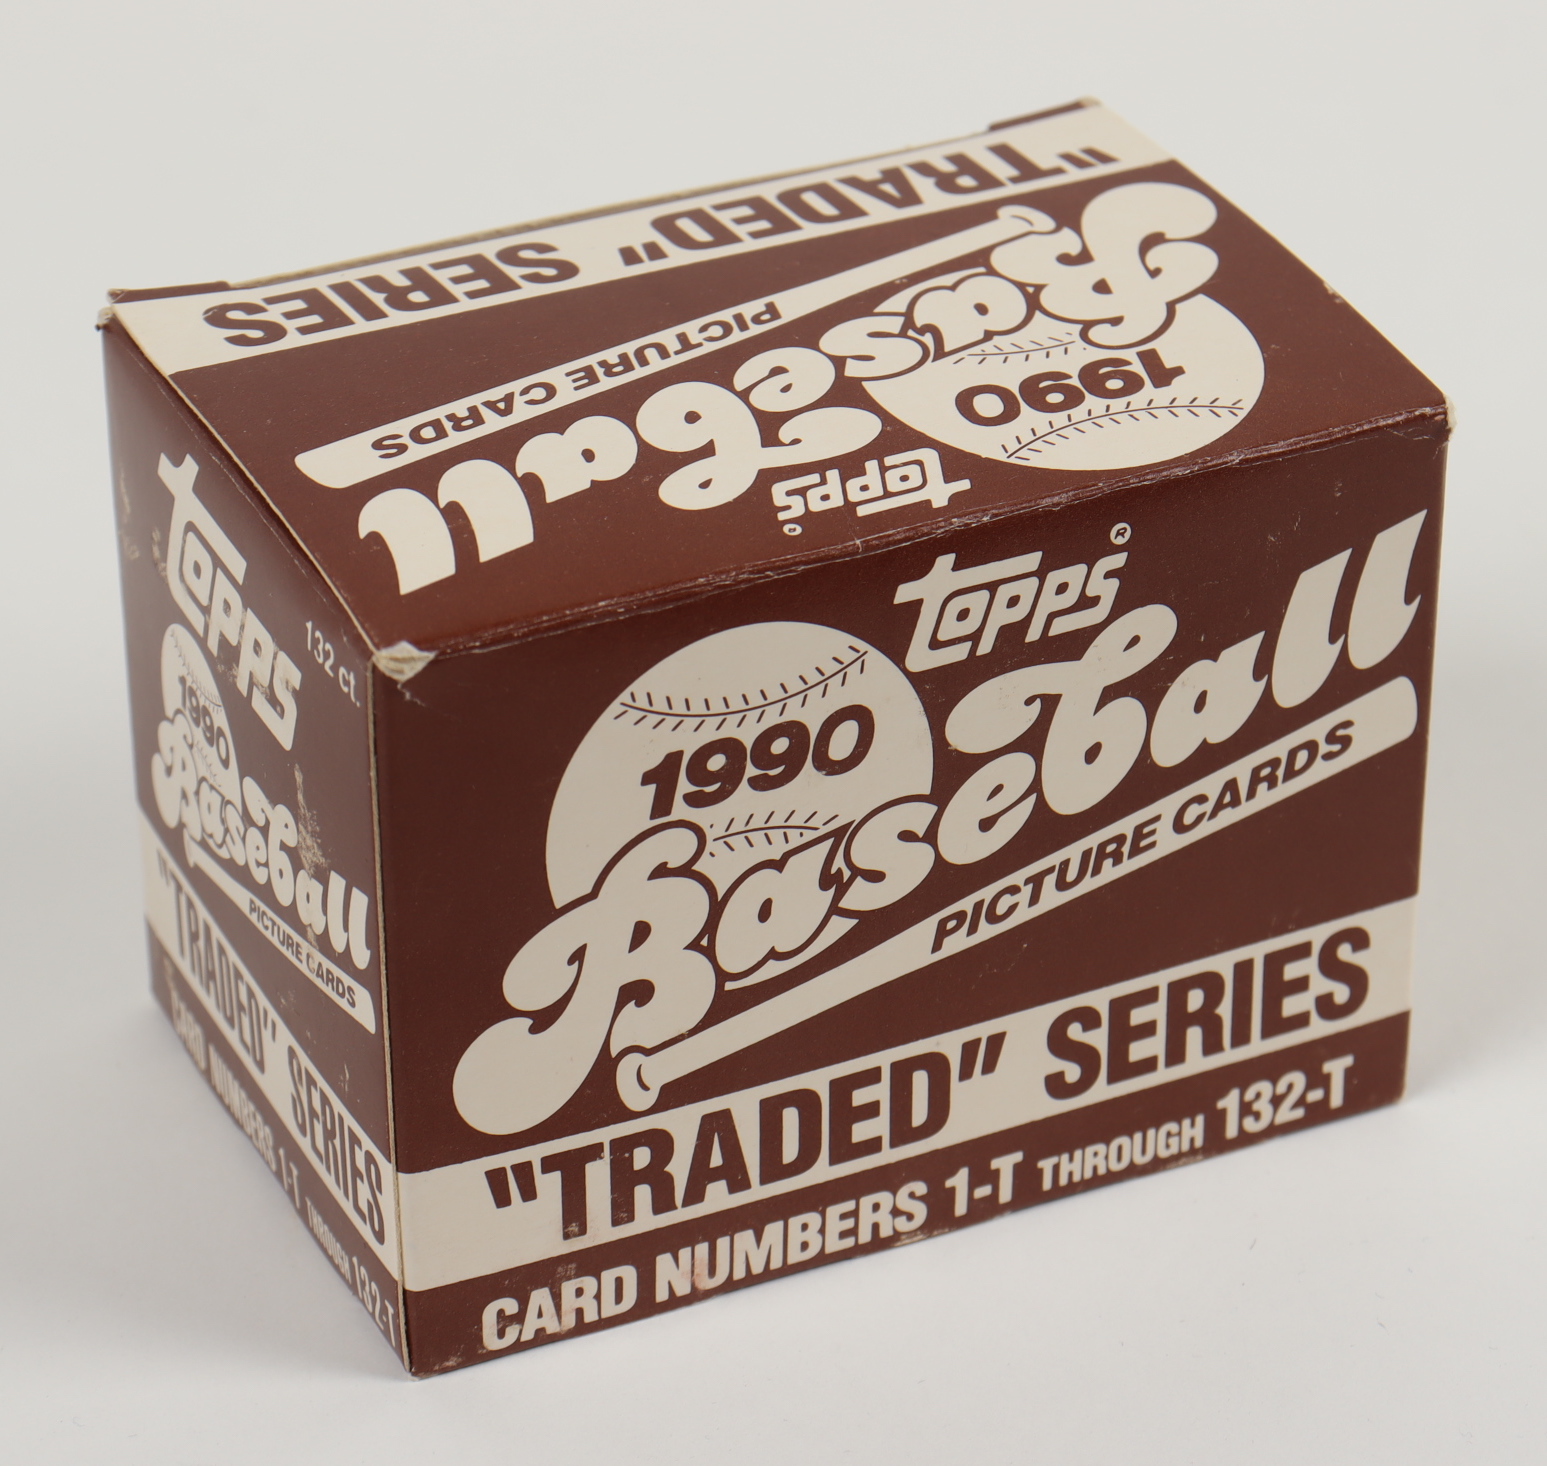 "TRADED" SERIES
1990
Baseball
PICTURE CARDS
topps®
topps®
1990
Baseball
PICTURE CARDS
"TRADED" SERIES
CARD NUMBERS 1-T THROUGH 132-T
topps
132 ct.
1990
Baseball
PICTURE CARDS
"TRADED" SERIES
CARD NUMBERS 1-T THROUGH 132-T